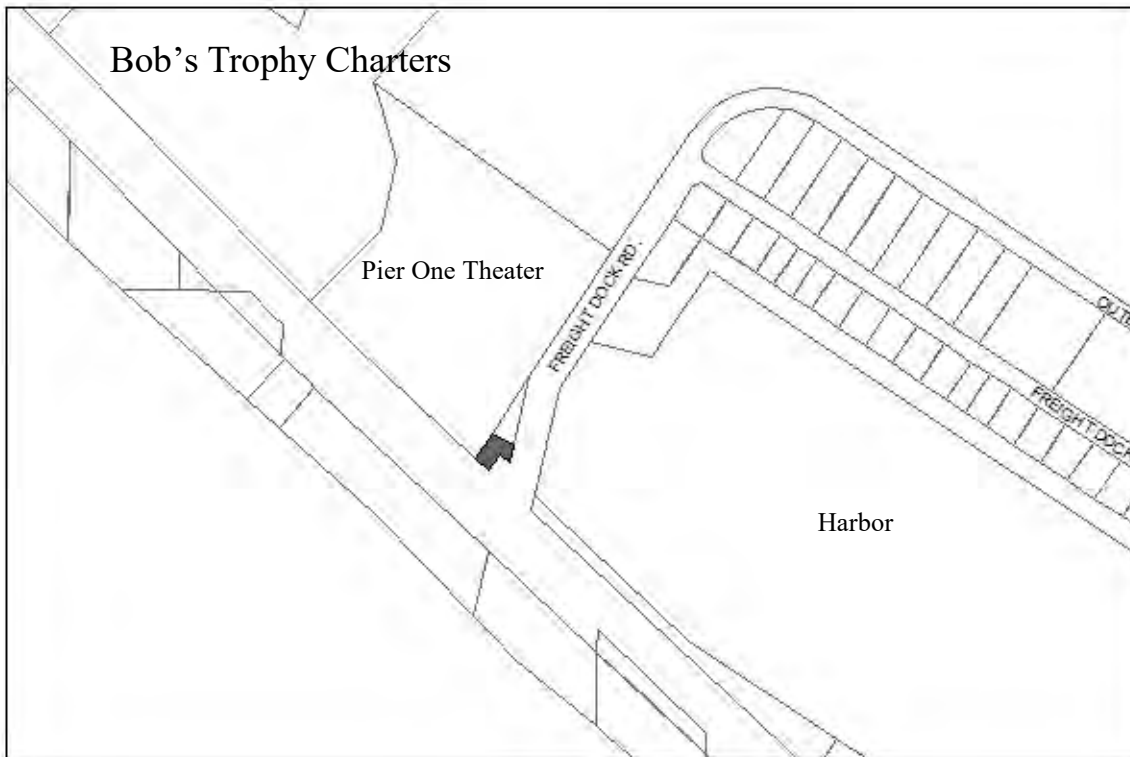 Bob's Trophy Charters
Pier One Theater
FREIGHT DOCK RD.
FREIGHT DOCK
Harbor